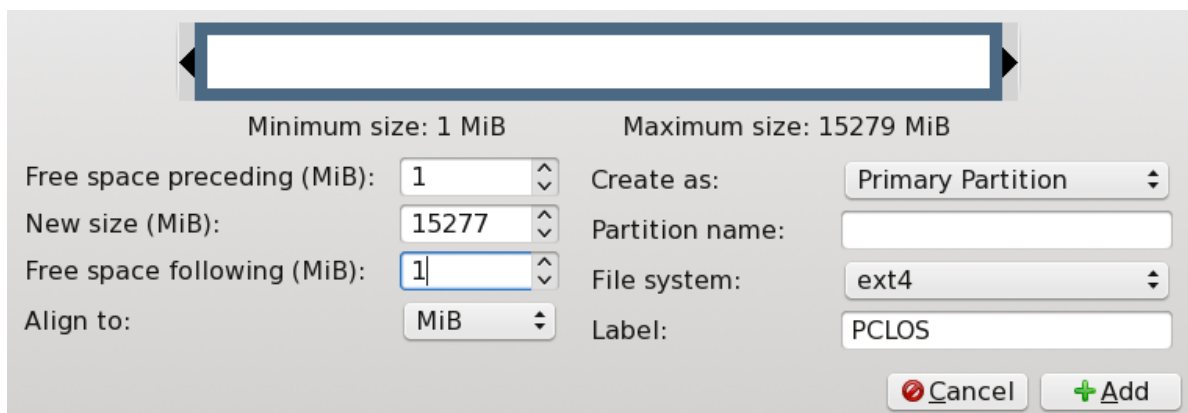 Minimum size: 1 MiB
Maximum size: 15279 MiB
Free space preceding (MiB): 1
New size (MiB): 15277
Free space following (MiB): 1
Align to: MiB
Create as: Primary Partition
Partition name:
File system: ext4
Label: PCLOS
Cancel
Add